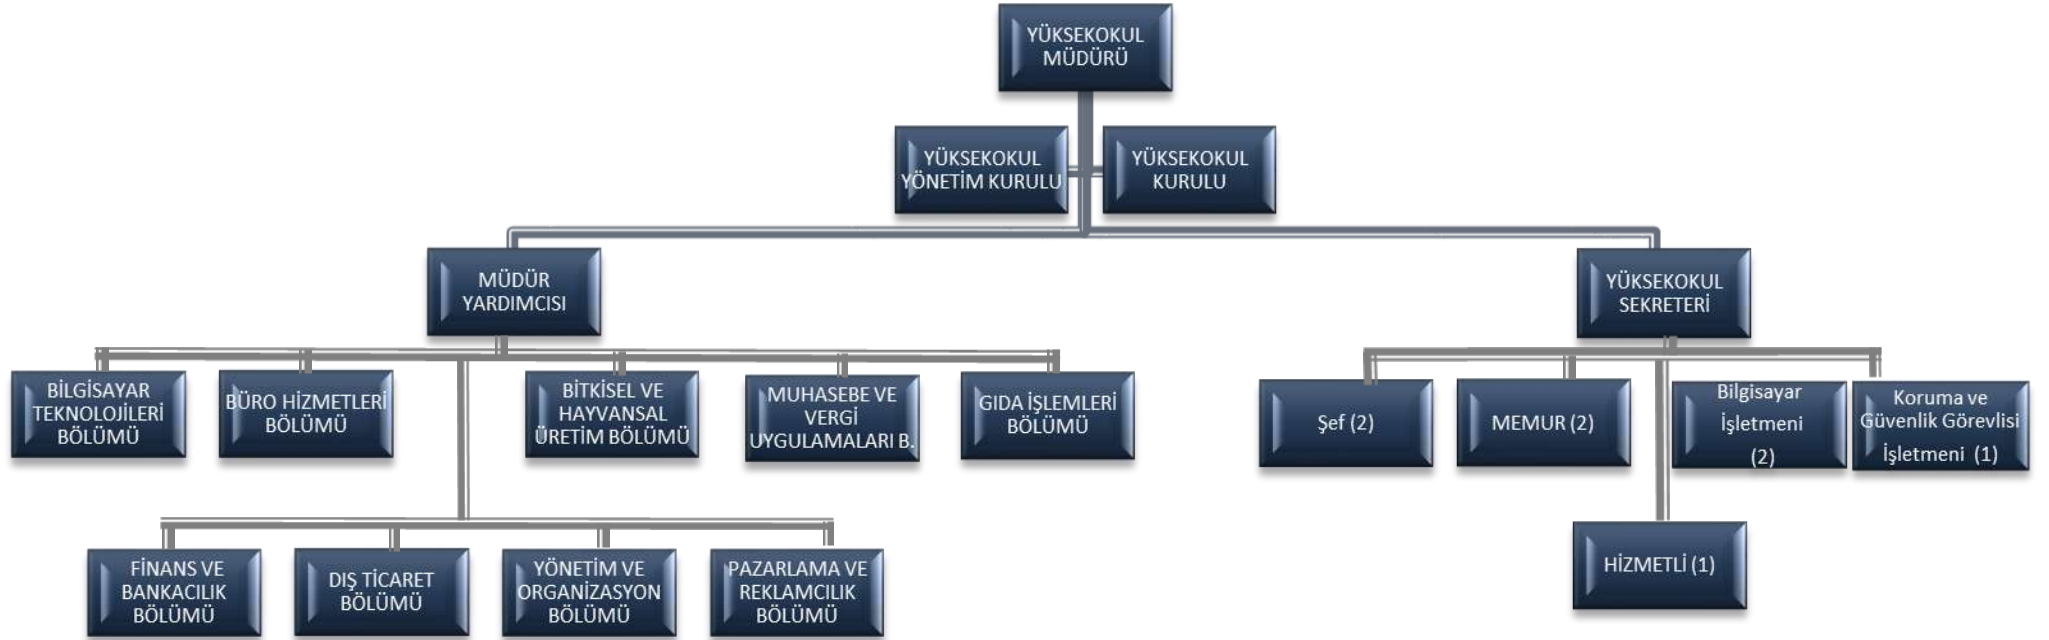 YÜKSEKOKUL
MÜDÜRÜ
YÜKSEKOKUL
YÖNETİM KURULU
YÜKSEKOKUL
KURULU
MÜDÜR
YARDIMCISI
YÜKSEKOKUL
SEKRETERİ
BİLGİSAYAR
TEKNOLOJİLERİ
BÖLÜMÜ
BÜRO HİZMETLERİ
BÖLÜMÜ
BİTKİSEL VE
HAYVANSAL
ÜRETİM BÖLÜMÜ
MUHASEBE VE
VERGİ
UYGULAMALARI B.
GIDA İŞLEMLERİ
BÖLÜMÜ
Şef (2)
MEMUR (2)
Bilgisayar
İşletmeni
(2)
Koruma ve
Güvenlik Görevlisi
İşletmeni (1)
FİNANS VE
BANKACILIK
BÖLÜMÜ
DIŞ TİCARET
BÖLÜMÜ
YÖNETİM VE
ORGANİZASYON
BÖLÜMÜ
PAZARLAMA VE
REKLAMCILIK
BÖLÜMÜ
HİZMETLİ (1)